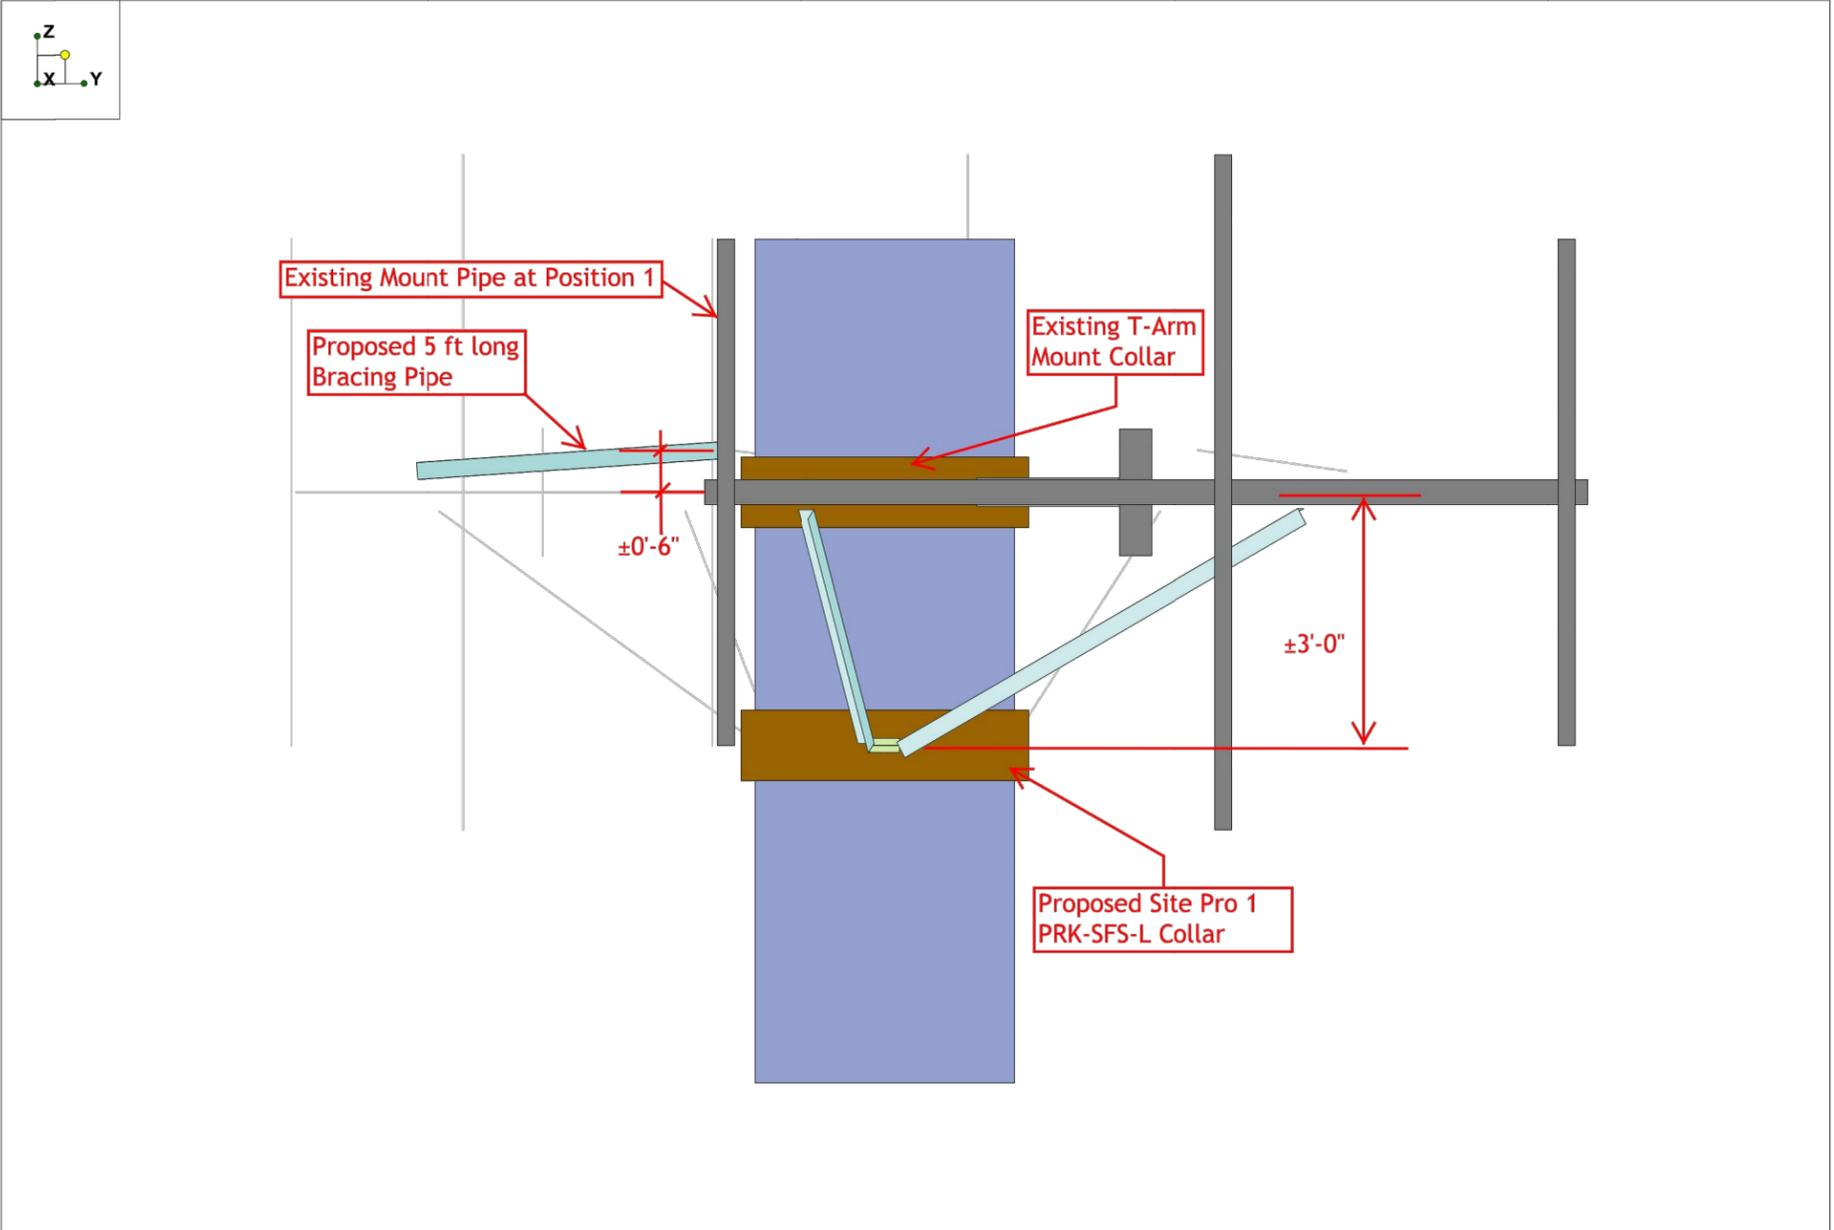 Z
X Y
Existing Mount Pipe at Position 1
Proposed 5 ft long
Bracing Pipe
Existing T-Arm
Mount Collar
±0'-6"
±3'-0"
Proposed Site Pro 1
PRK-SFS-L Collar